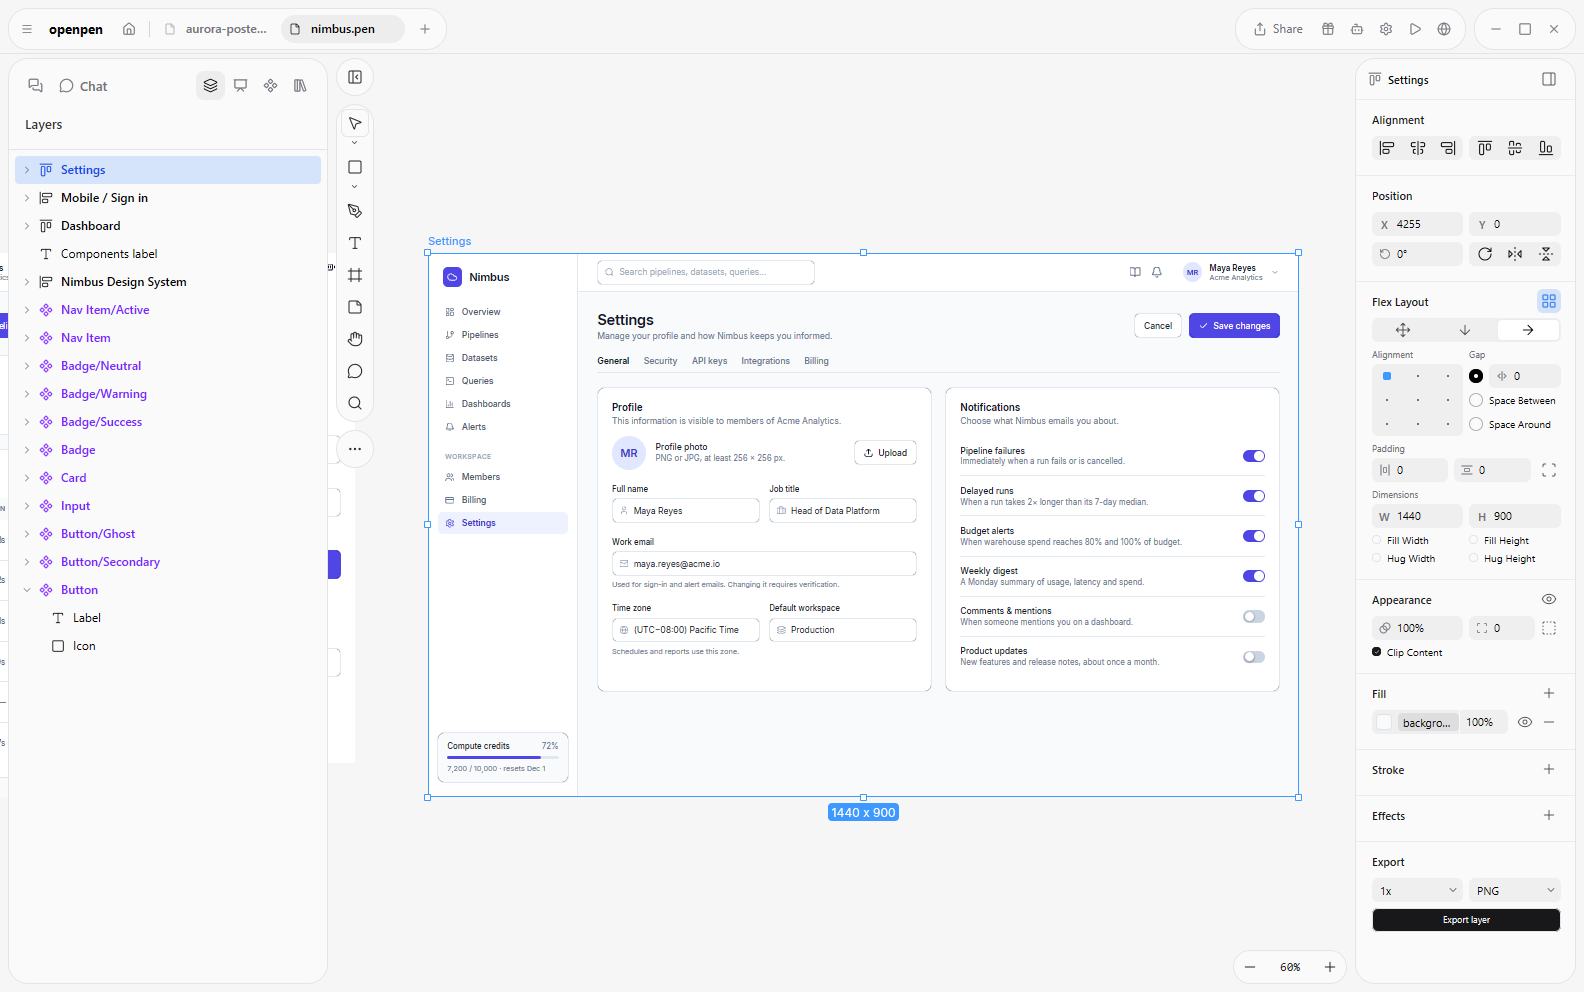 openpen
aurora-poste...
nimbus.pen
Share
Chat
Layers
Settings
Mobile / Sign in
Dashboard
Components label
Nimbus Design System
Nav Item/Active
Nav Item
Badge/Neutral
Badge/Warning
Badge/Success
Badge
Card
Input
Button/Ghost
Button/Secondary
Button
Label
Icon
Settings
Nimbus
Overview
Pipelines
Datasets
Queries
Dashboards
Alerts
WORKSPACE
Members
Billing
Settings
Compute credits 72%
7,200 / 10,000 · resets Dec 1
Search pipelines, datasets, queries...
MR
Maya Reyes
Acme Analytics
Settings
Manage your profile and how Nimbus keeps you informed.
Cancel
Save changes
General Security API keys Integrations Billing
Profile
This information is visible to members of Acme Analytics.
MR
Profile photo
PNG or JPG, at least 256 × 256 px.
Upload
Full name
Maya Reyes
Job title
Head of Data Platform
Work email
maya.reyes@acme.io
Used for sign-in and alert emails. Changing it requires verification.
Time zone
(UTC−08:00) Pacific Time
Default workspace
Production
Schedules and reports use this zone.
Notifications
Choose what Nimbus emails you about.
Pipeline failures
Immediately when a run fails or is cancelled.
Delayed runs
When a run takes 2× longer than its 7-day median.
Budget alerts
When warehouse spend reaches 80% and 100% of budget.
Weekly digest
A Monday summary of usage, latency and spend.
Comments & mentions
When someone mentions you on a dashboard.
Product updates
New features and release notes, about once a month.
1440 x 900
60%
Settings
Alignment
Position
X 4255
Y 0
0°
Flex Layout
Alignment
Gap
0
Space Between
Space Around
Padding
0
0
Dimensions
W 1440
H 900
Fill Width
Fill Height
Hug Width
Hug Height
Appearance
100%
0
Clip Content
Fill
backgro... 100%
Stroke
Effects
Export
1x
PNG
Export layer